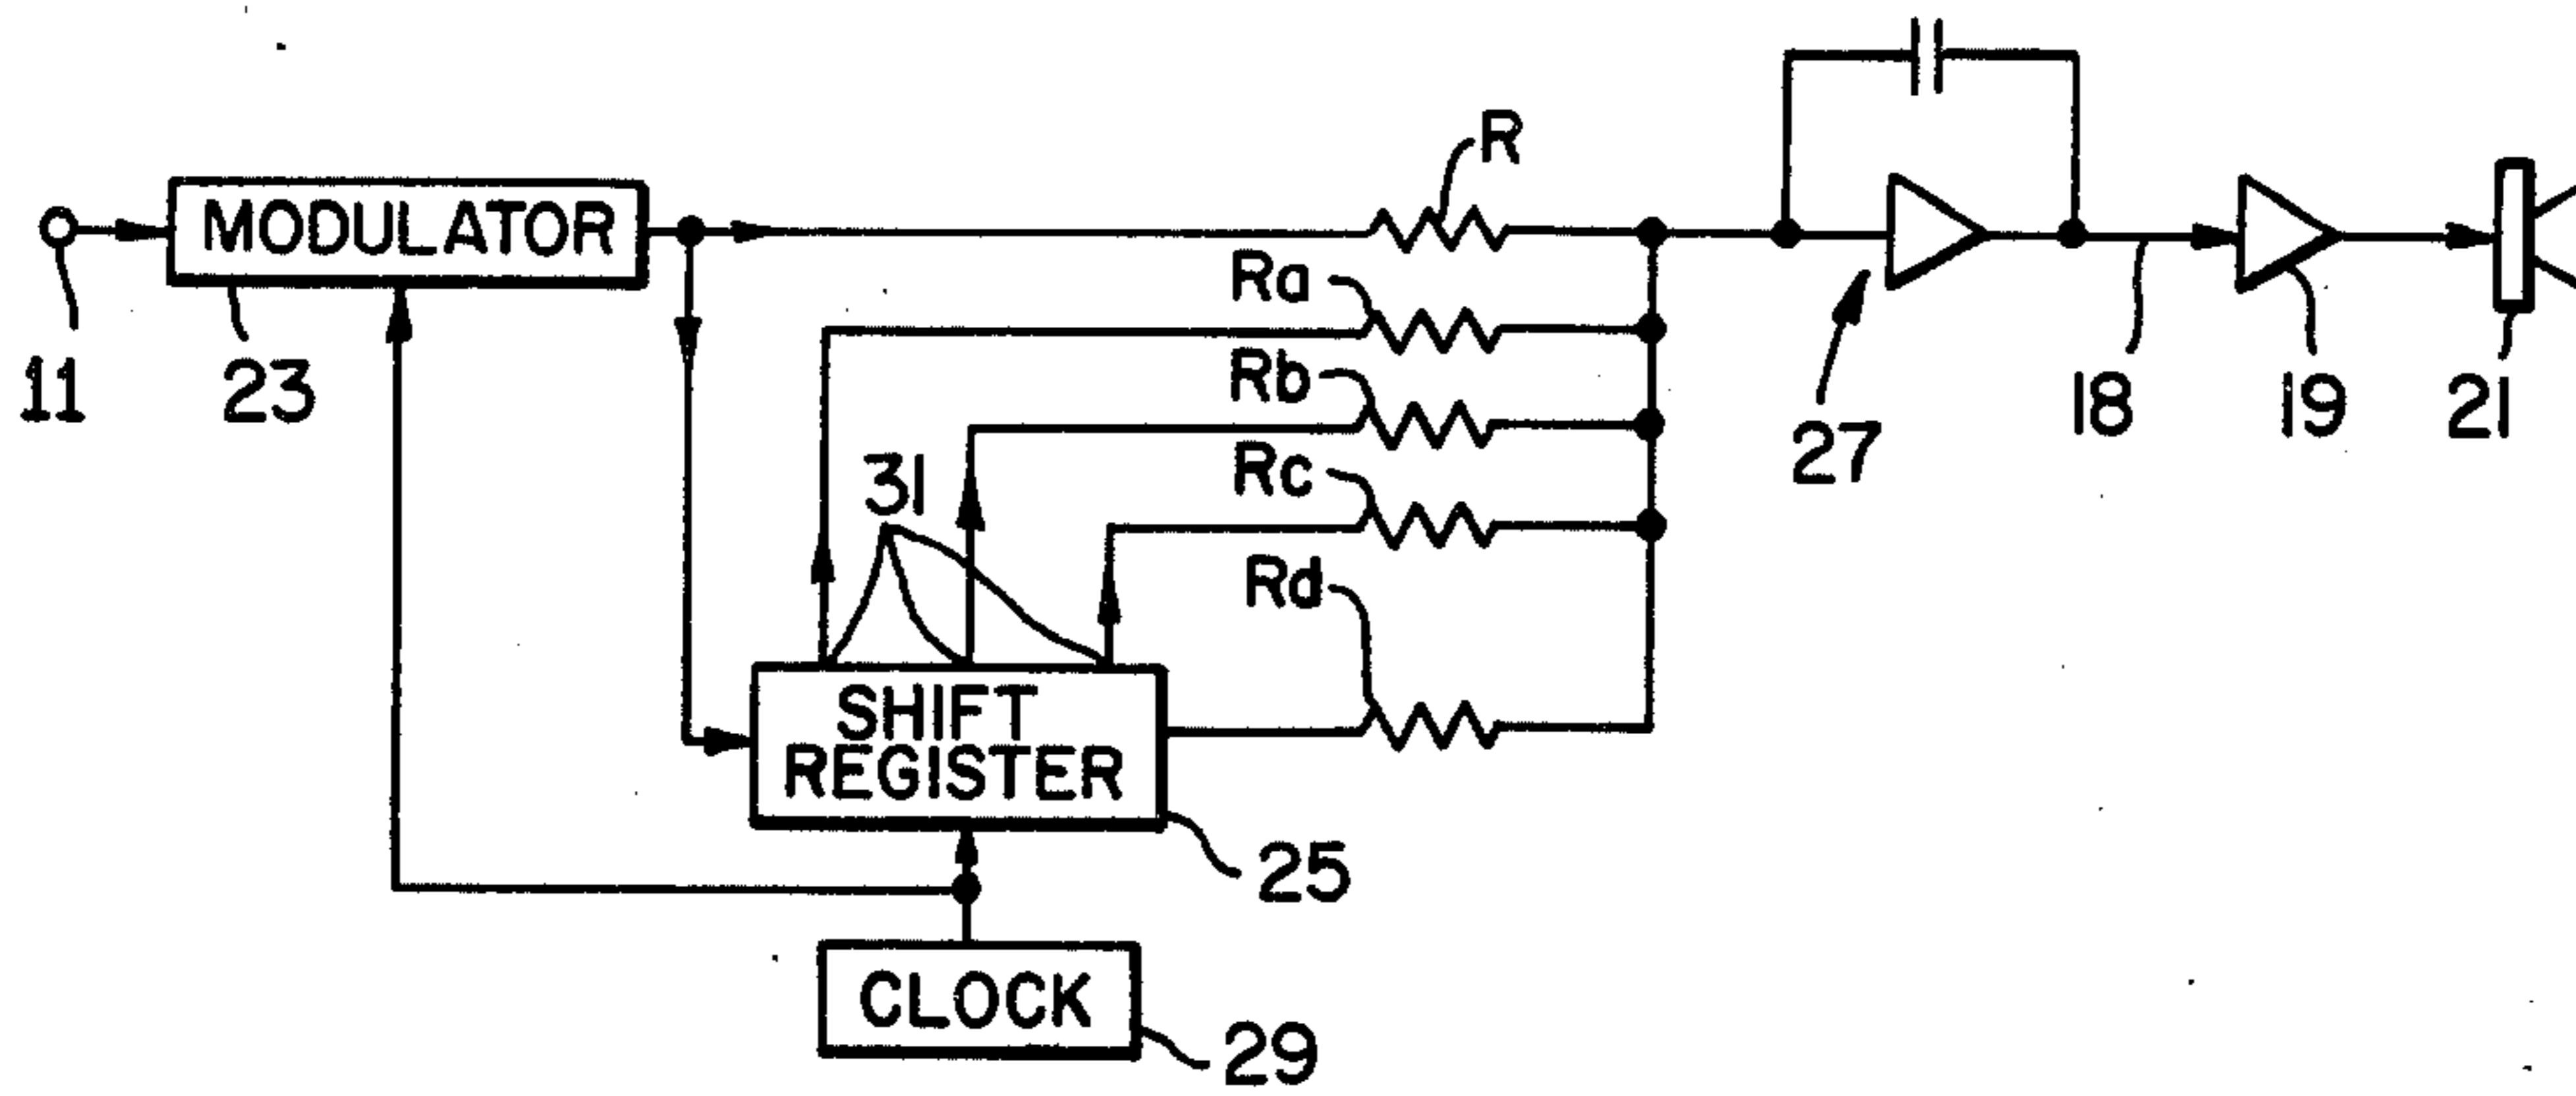 R
MODULATOR
Ra
11
23
Rb
18
19
21
27
31
Rc
Rd
SHIFT
REGISTER
25
CLOCK
29